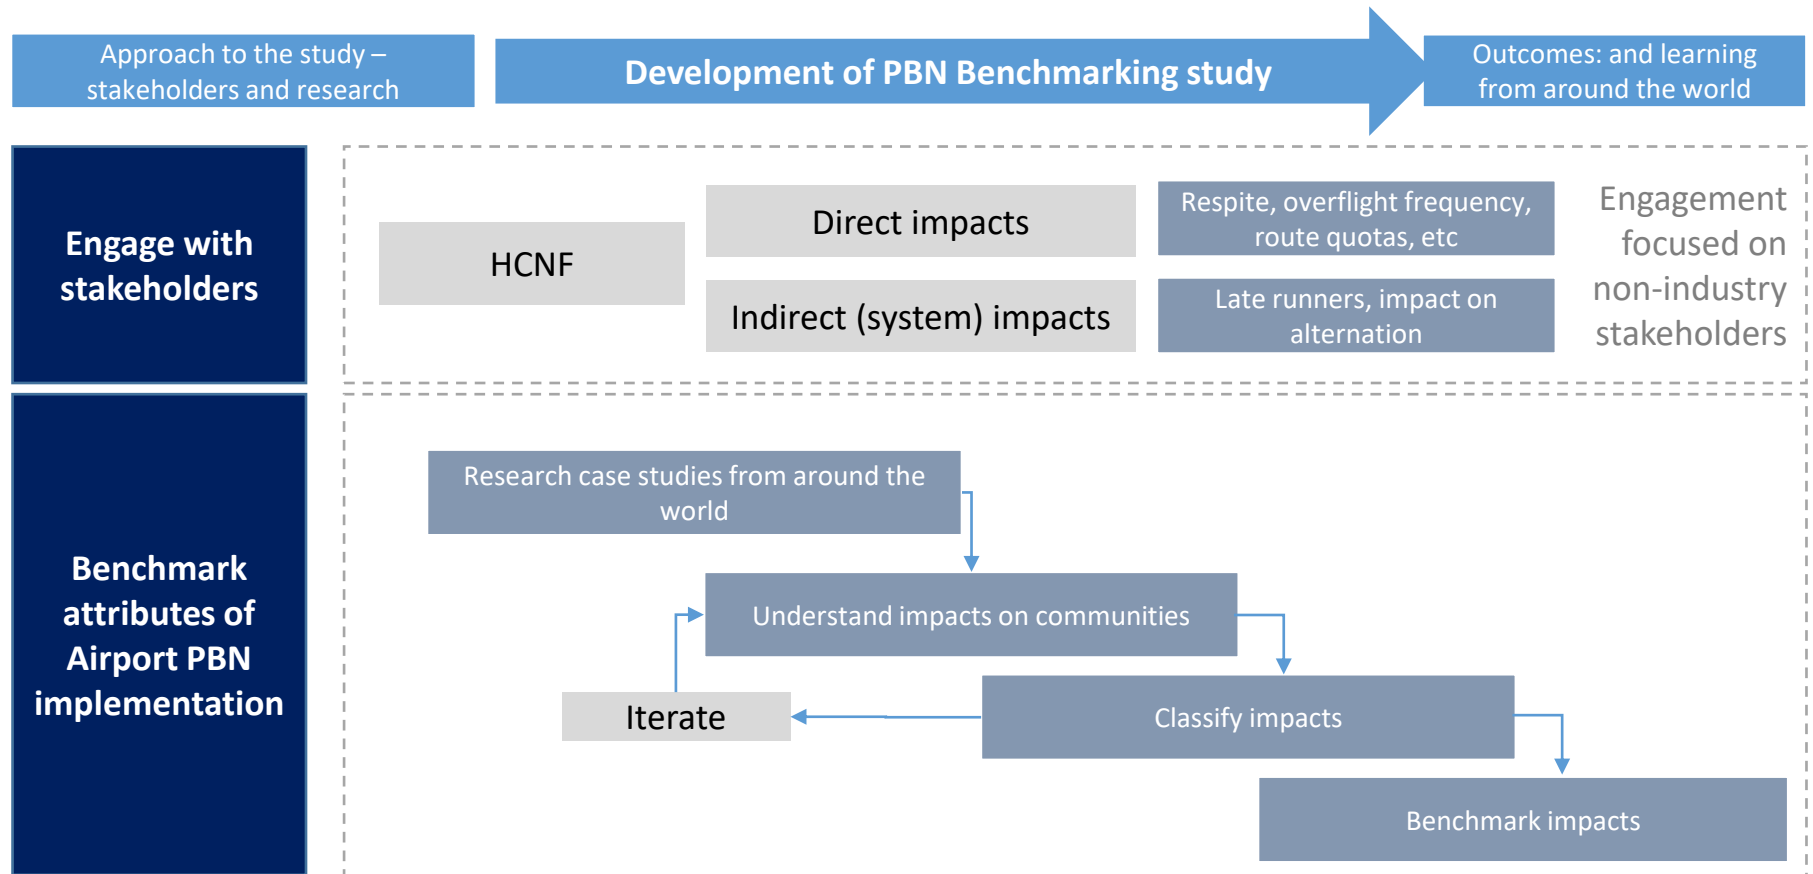 Approach to the study –
stakeholders and research
Development of PBN Benchmarking study
Outcomes: and learning
from around the world
Engage with
stakeholders
HCNF
Direct impacts
Respite, overflight frequency,
route quotas, etc
Indirect (system) impacts
Late runners, impact on
alternation
Engagement
focused on
non-industry
stakeholders
Benchmark
attributes of
Airport PBN
implementation
Research case studies from around the
world
Understand impacts on communities
Iterate
Classify impacts
Benchmark impacts